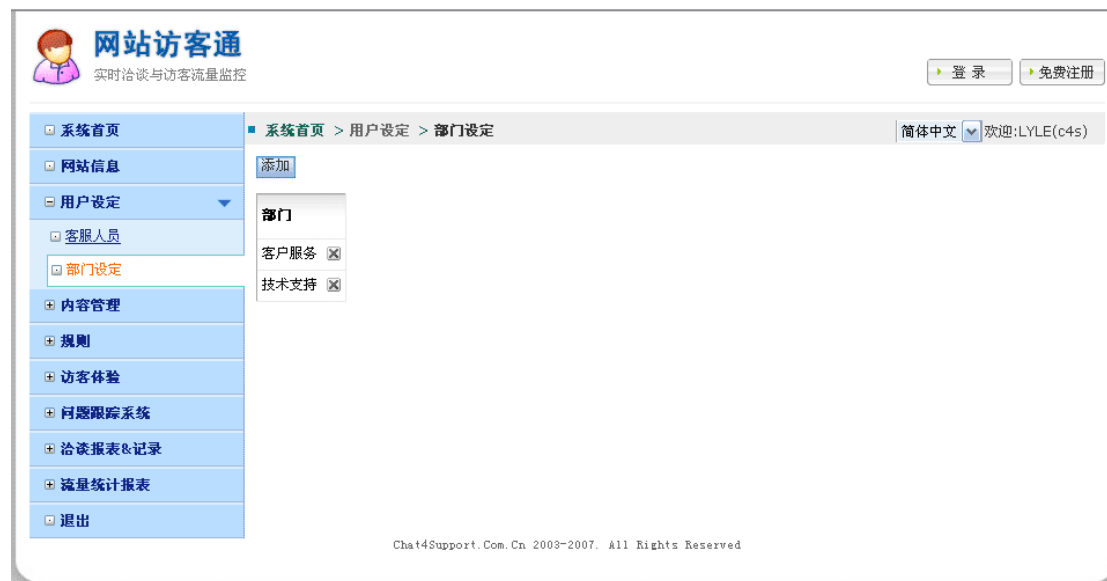 网站访客通
实时洽谈与访客流量监控
登 录
免费注册
系统首页
网站信息
用户设定
客服人员
部门设定
内容管理
规则
访客体验
问题跟踪系统
洽谈报表&记录
流量统计报表
退出
系统首页 >用户设定 >部门设定
简体中文 欢迎:LYLE(c4s)
添加
部门
客户服务
技术支持
Chat4Support.Com.Cn 2003-2007. All Rights Reserved